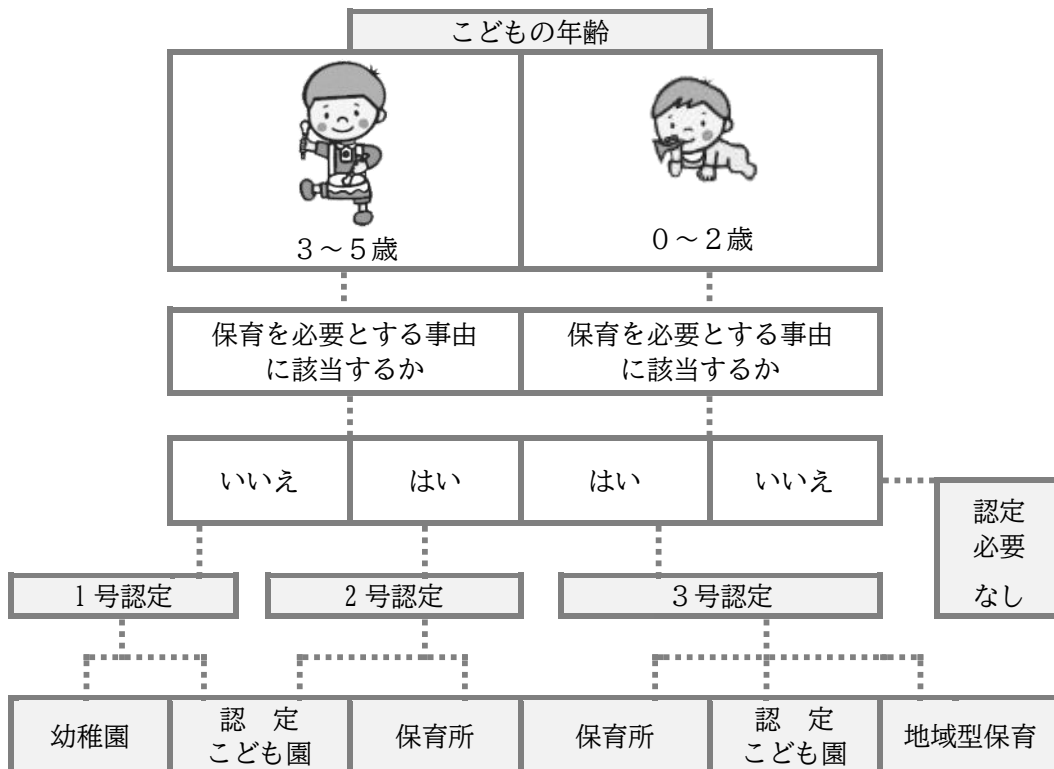 こどもの年齢
３～５歳
０～２歳
保育を必要とする事由
に該当するか
保育を必要とする事由
に該当するか
いいえ
はい
はい
いいえ
認定
必要
なし
1 号認定
2 号認定
３号認定
幼稚園
認　定
こども園
保育所
保育所
認　定
こども園
地域型保育